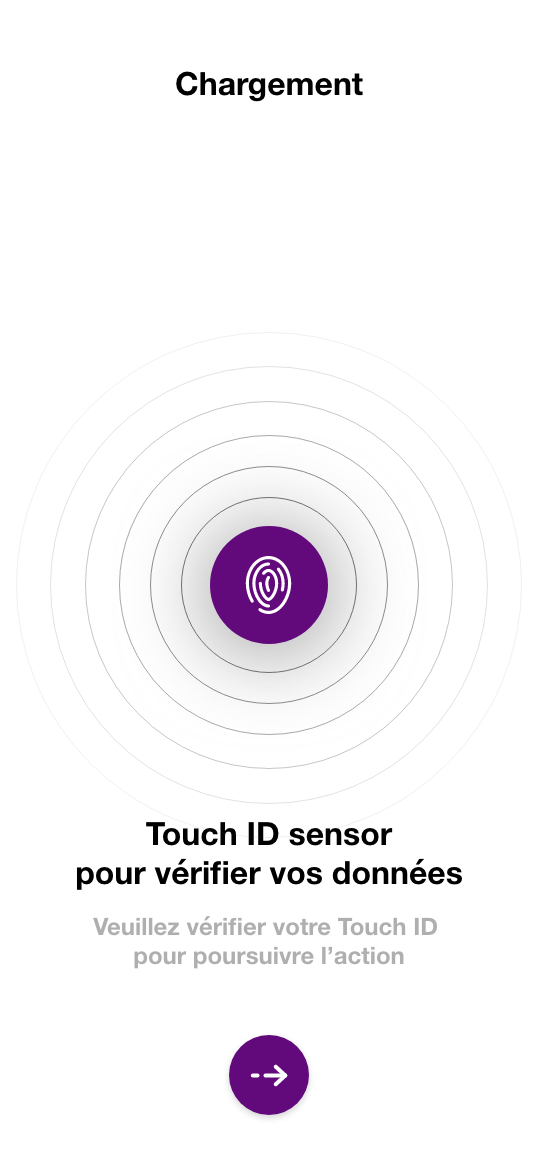 Chargement
Touch ID sensor
pour vérifier vos données
Veuillez vérifier votre Touch ID
pour poursuivre l’action